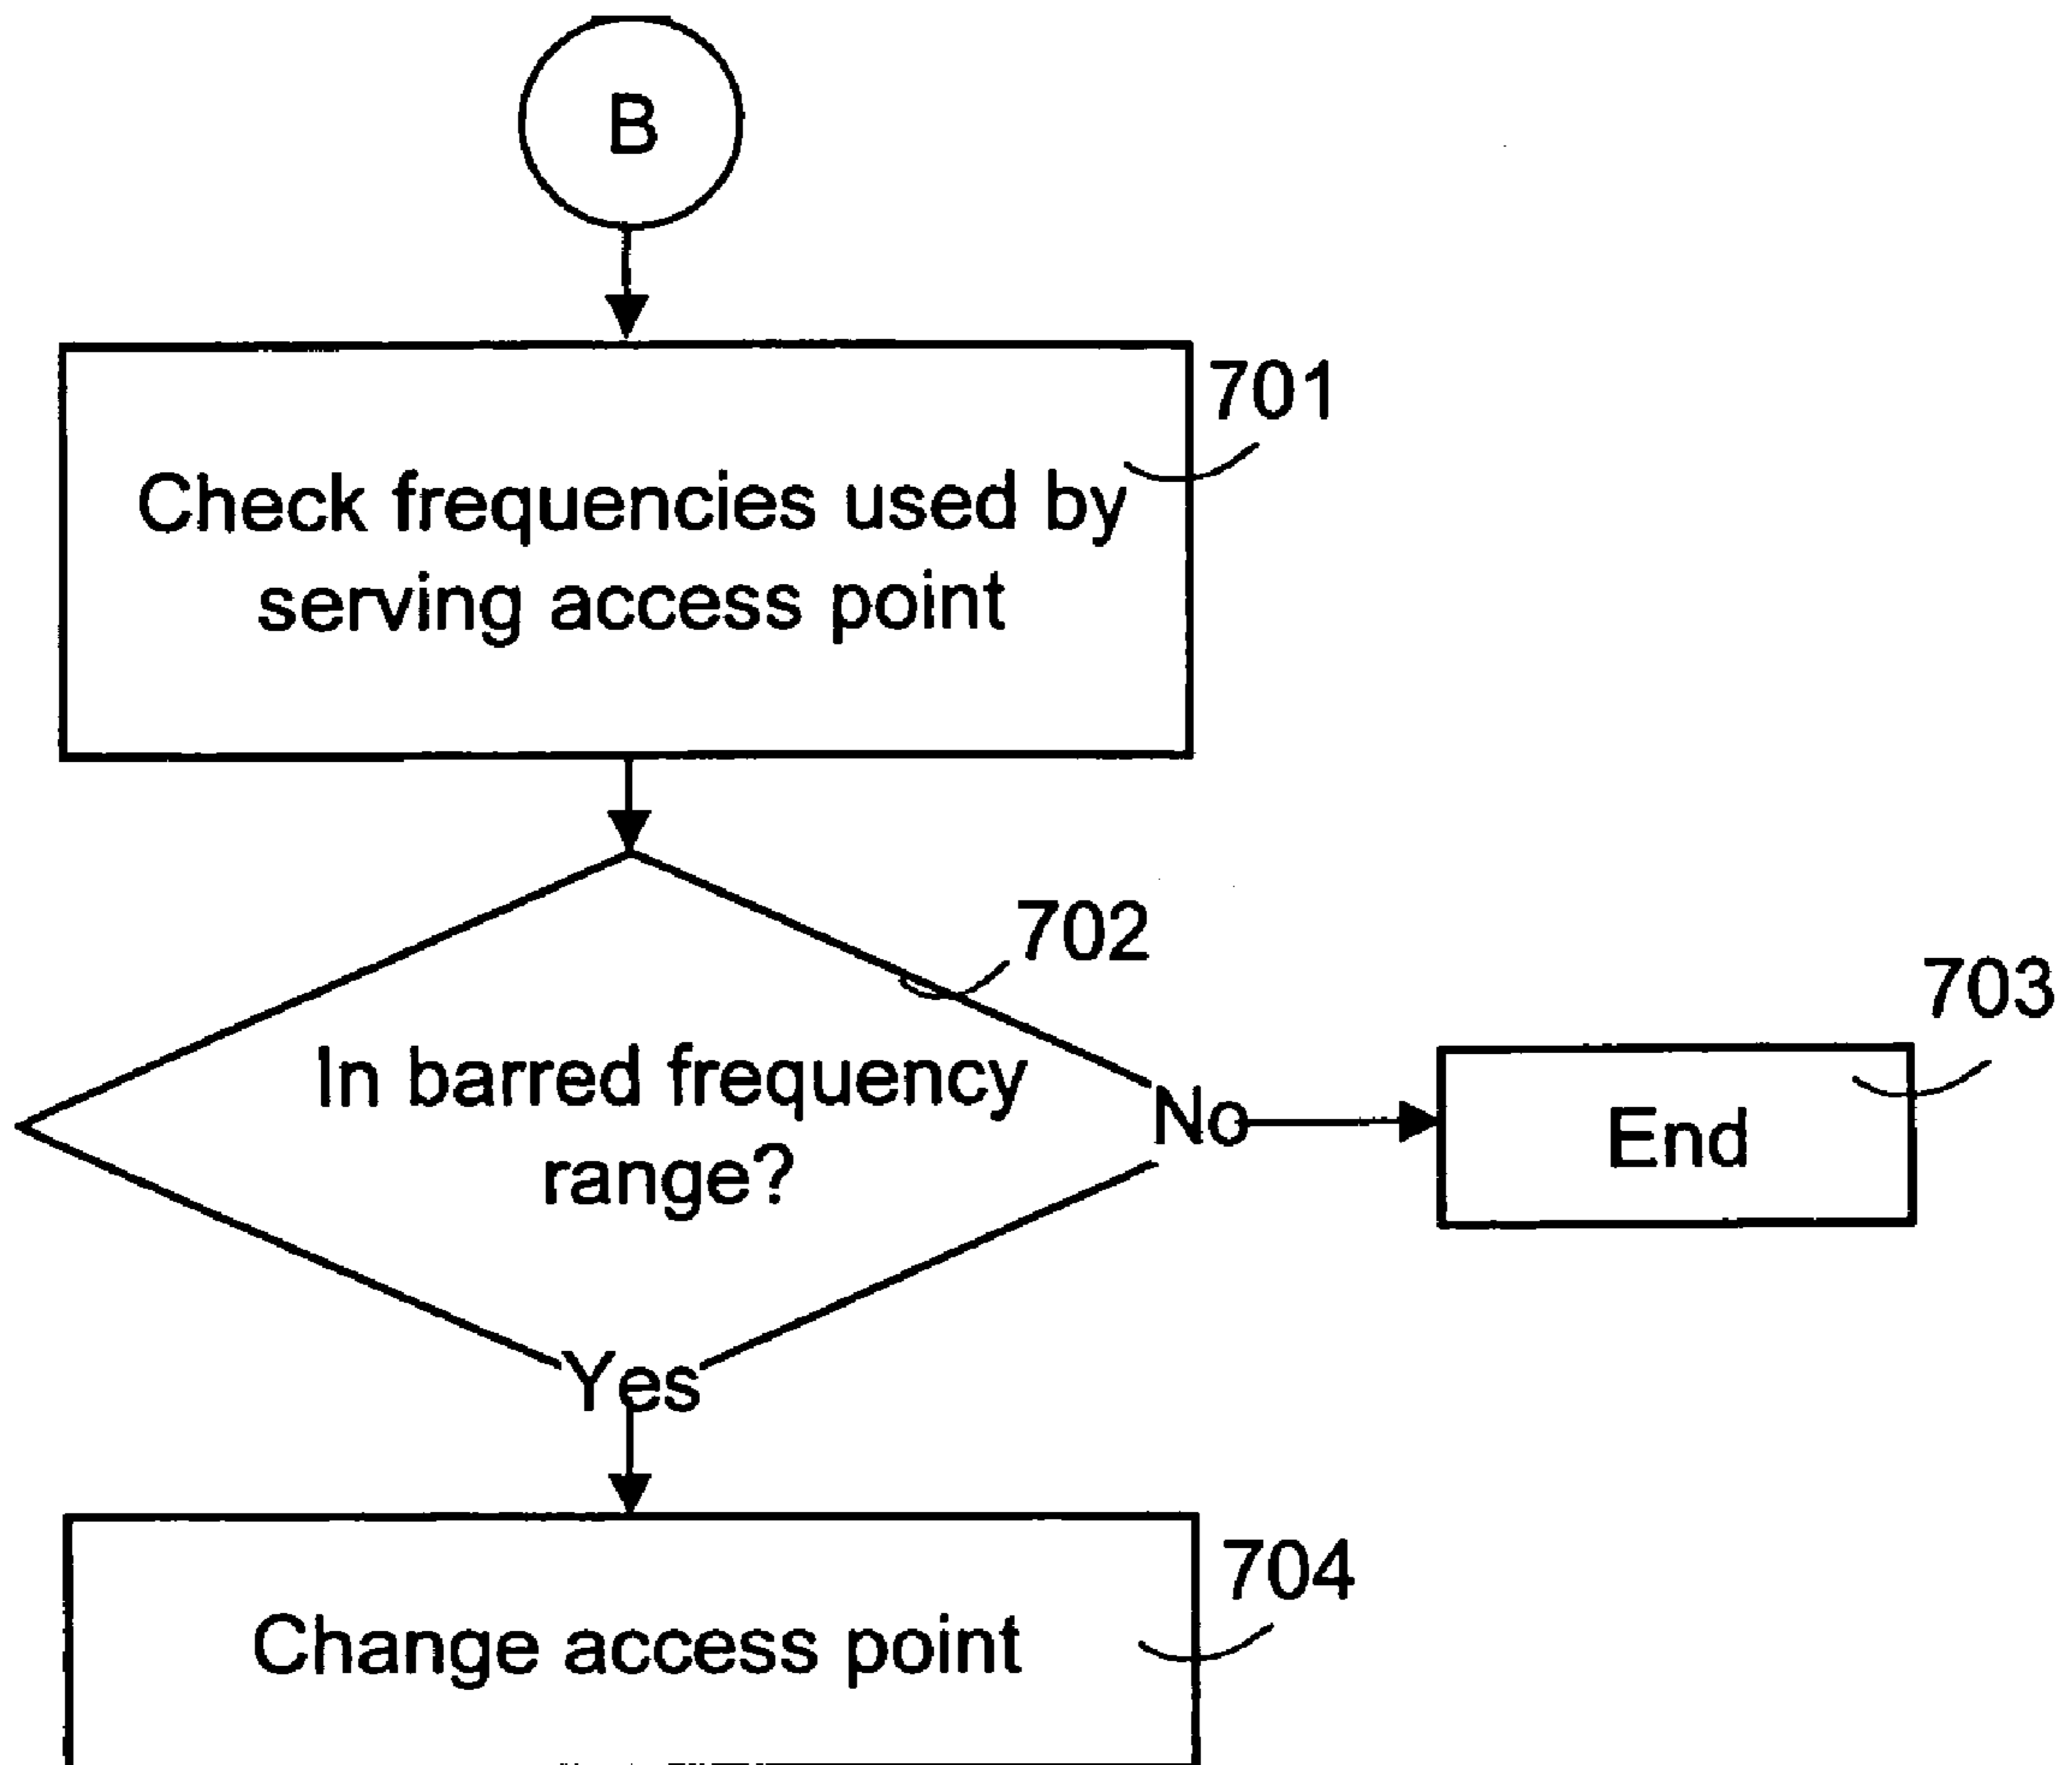 B
701
Check frequencies used by
serving access point
702
703
In barred frequency
range?
No
End
Yes
704
Change access point